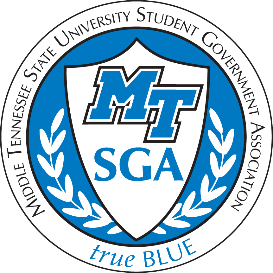 MIDDLE TENNESSEE STATE UNIVERSITY STUDENT GOVERNMENT ASSOCIATION
MT
SGA
true BLUE